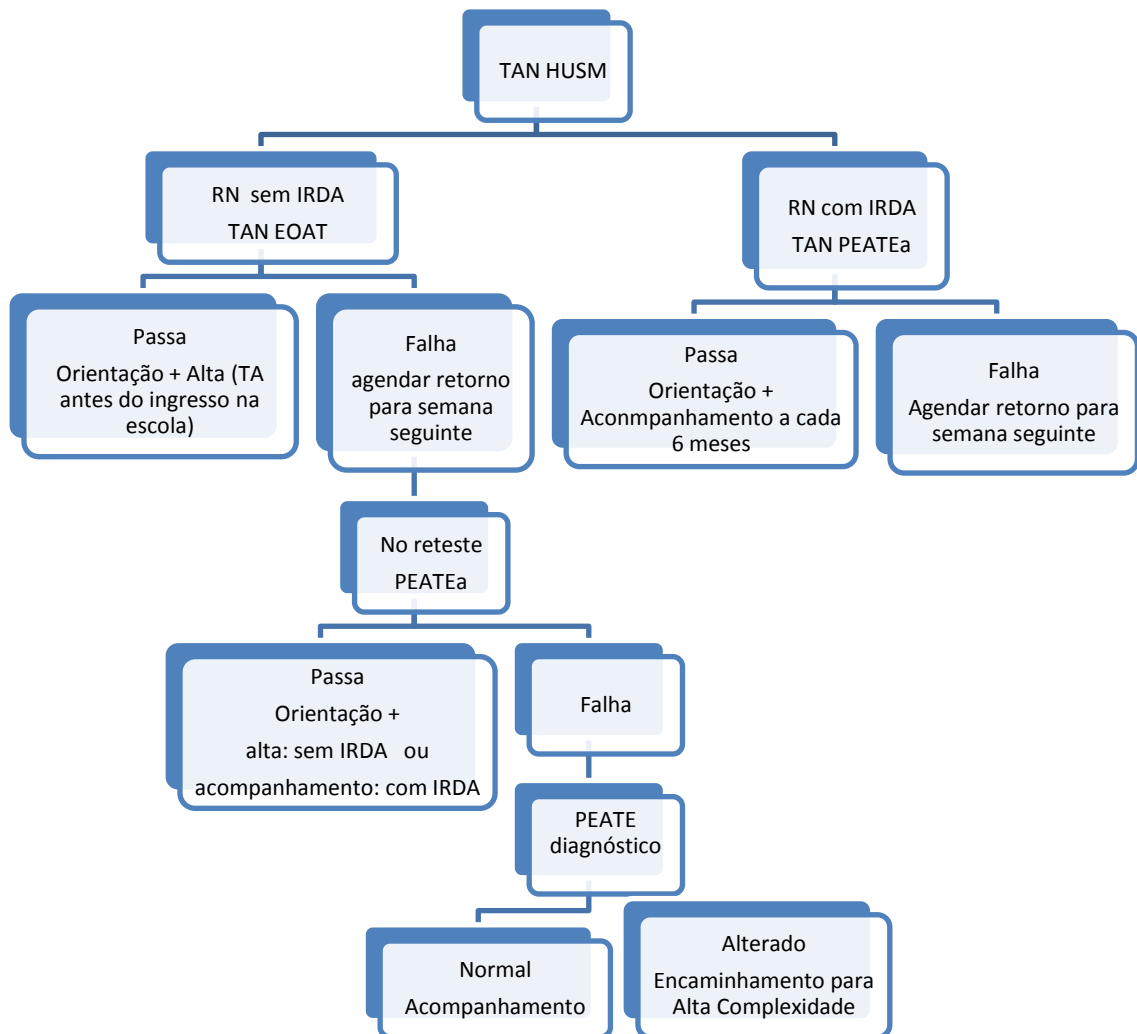 TAN HUSM
RN sem IRDA
TAN EOAT
RN com IRDA
TAN PEATEa
Passa
Orientação + Alta (TA
antes do ingresso na
escola)
Falha
agendar retorno
para semana
seguinte
Passa
Orientação +
Aconmpanhamento a cada
6 meses
Falha
Agendar retorno para
semana seguinte
No reteste
PEATEa
Passa
Orientação +
alta: sem IRDA ou
acompanhamento: com IRDA
Falha
PEATE
diagnóstico
Normal
Acompanhamento
Alterado
Encaminhamento para
Alta Complexidade